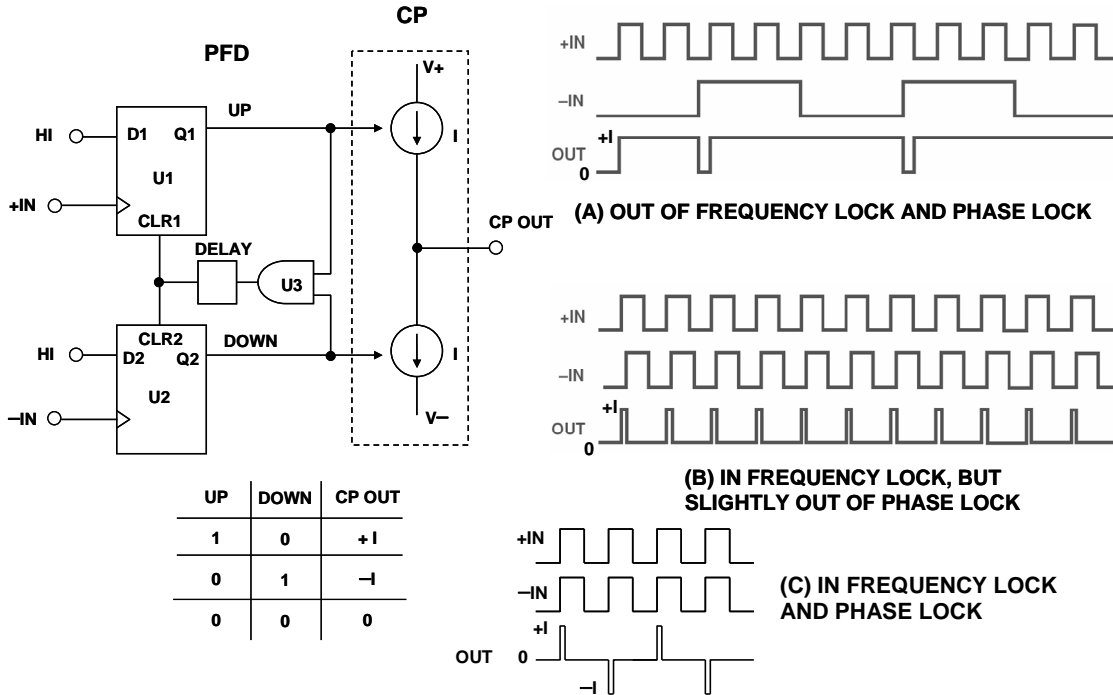 CP
PFD
V+
UP
HI
D1
Q1
I
U1
+IN
CLR1
CP OUT
DELAY
U3
CLR2
DOWN
HI
D2
Q2
I
U2
–IN
V–
UP DOWN CP OUT
1 0 + I
0 1 –I
0 0 0
+IN
–IN
+I
OUT
0
(A) OUT OF FREQUENCY LOCK AND PHASE LOCK
+IN
–IN
+I
OUT
0
(B) IN FREQUENCY LOCK, BUT
SLIGHTLY OUT OF PHASE LOCK
+IN
–IN
+I
OUT 0
–I
(C) IN FREQUENCY LOCK
AND PHASE LOCK